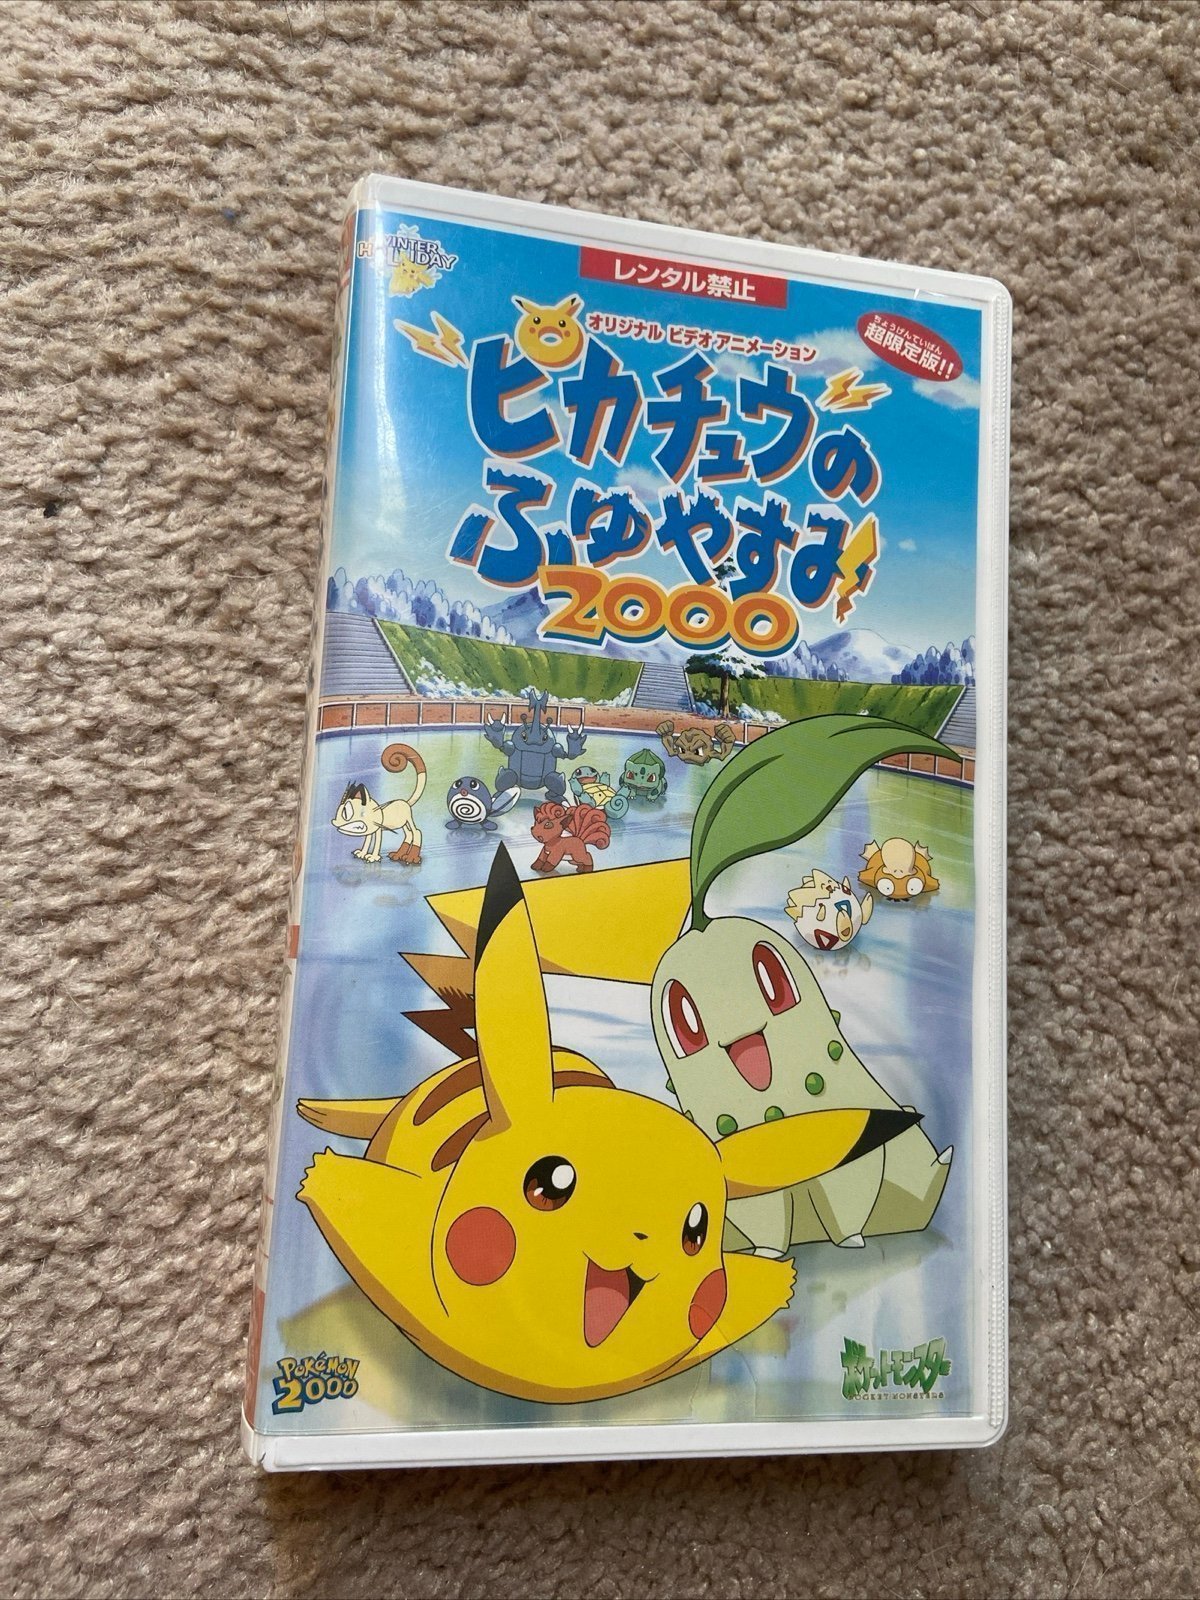 WINTER
HOLIDAY
レンタル禁止
ちょうげんていばん
超限定版!!
オリジナル ビデオ アニメーション
ピカチュウの
ふゆやすみ
2000
POKéMON
2000
ポケットモンスター
POCKET MONSTERS